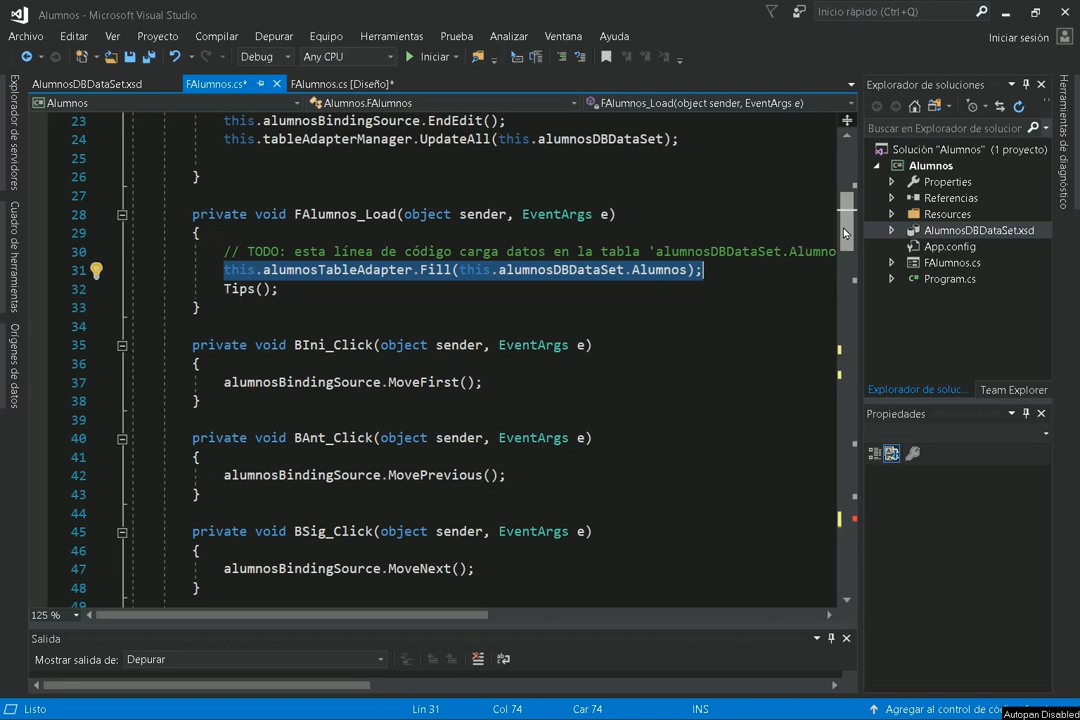 Alumnos - Microsoft Visual Studio
Inicio rápido (Ctrl+Q)
Archivo Editar Ver Proyecto Compilar Depurar Equipo Herramientas Prueba Analizar Ventana Ayuda
Iniciar sesión
Debug Any CPU Iniciar
AlumnosDBDataSet.xsd FAlumnos.cs* FAlumnos.cs [Diseño]*
Alumnos Alumnos.FAlumnos FAlumnos_Load(object sender, EventArgs e)
Explorador de servidores
Cuadro de herramientas
Orígenes de datos
23 this.alumnosBindingSource.EndEdit();
24 this.tableAdapterManager.UpdateAll(this.alumnosDBDataSet);
25
26 }
27
28 private void FAlumnos_Load(object sender, EventArgs e)
29 {
30 // TODO: esta línea de código carga datos en la tabla 'alumnosDBDataSet.Alumno
31 this.alumnosTableAdapter.Fill(this.alumnosDBDataSet.Alumnos);
32 Tips();
33 }
34
35 private void BIni_Click(object sender, EventArgs e)
36 {
37 alumnosBindingSource.MoveFirst();
38 }
39
40 private void BAnt_Click(object sender, EventArgs e)
41 {
42 alumnosBindingSource.MovePrevious();
43 }
44
45 private void BSig_Click(object sender, EventArgs e)
46 {
47 alumnosBindingSource.MoveNext();
48 }
49
125 %
Explorador de soluciones
Buscar en Explorador de solucion
Solución "Alumnos" (1 proyecto)
Alumnos
Properties
Referencias
Resources
AlumnosDBDataSet.xsd
App.config
FAlumnos.cs
Program.cs
Explorador de soluc... Team Explorer
Propiedades
Herramientas de diagnóstico
Salida
Mostrar salida de: Depurar
Listo Lín 31 Col 74 Car 74 INS Agregar al control de có
Autopan Disabled